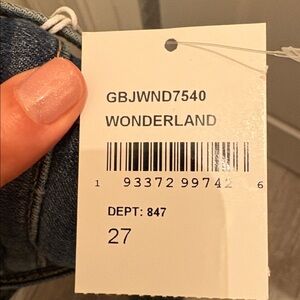 GBJWND7540
WONDERLAND
1 93372 99742 6
DEPT: 847
27